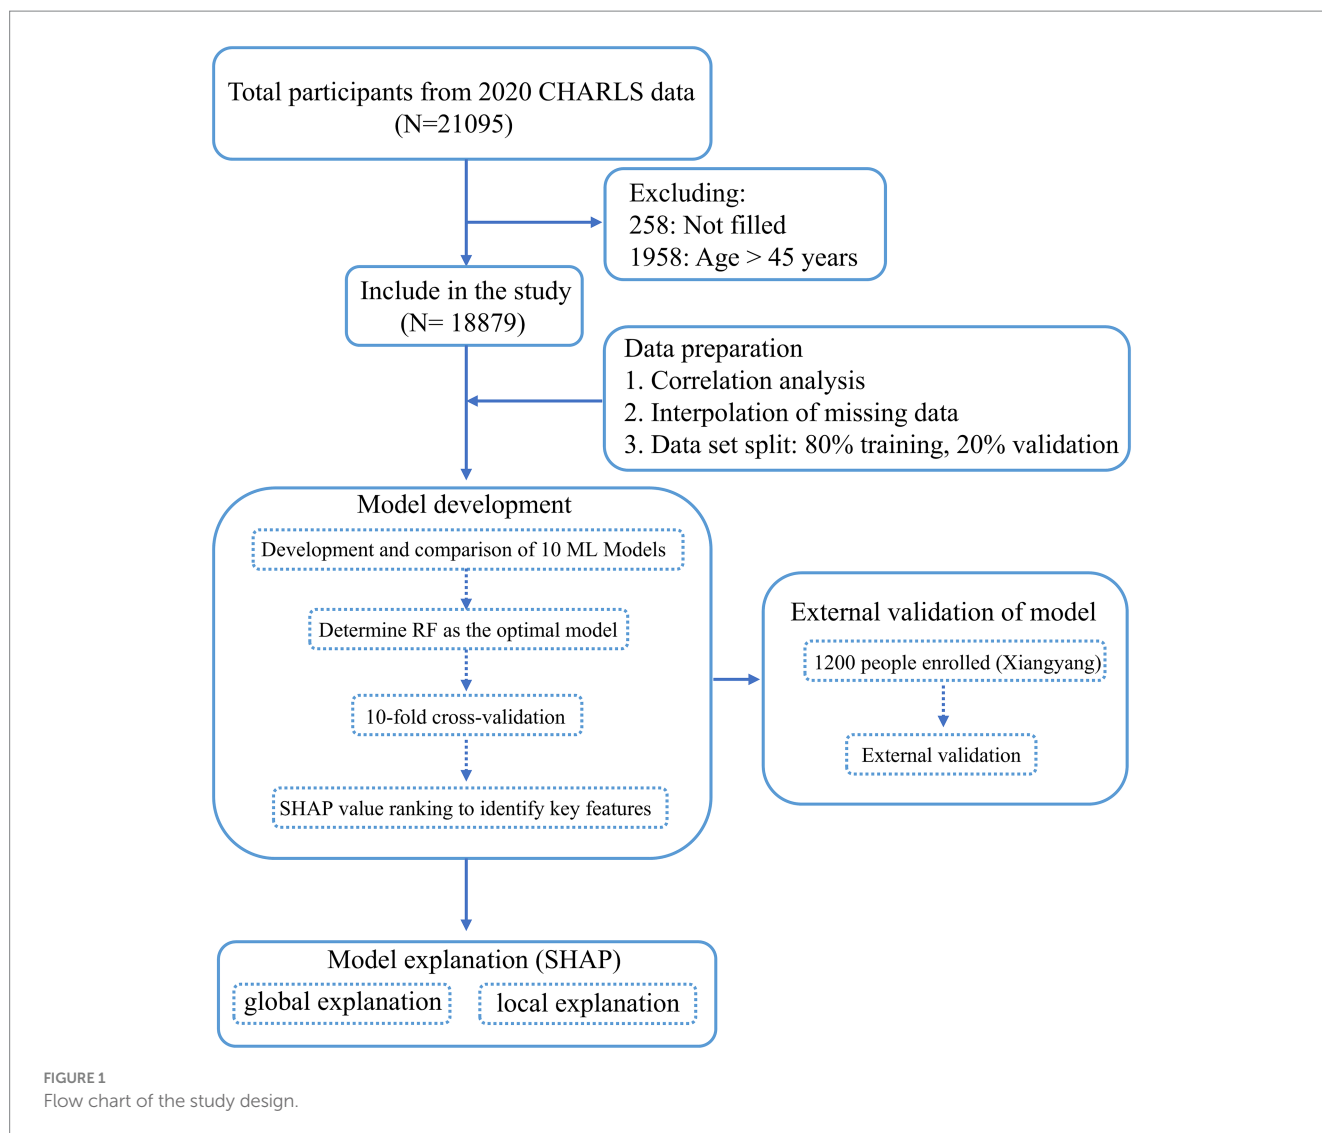 Total participants from 2020 CHARLS data
(N=21095)
Excluding:
258: Not filled
1958: Age > 45 years
Include in the study
(N= 18879)
Data preparation
1. Correlation analysis
2. Interpolation of missing data
3. Data set split: 80% training, 20% validation
Model development
Development and comparison of 10 ML Models
Determine RF as the optimal model
10-fold cross-validation
SHAP value ranking to identify key features
External validation of model
1200 people enrolled (Xiangyang)
External validation
Model explanation (SHAP)
global explanation
local explanation
FIGURE 1
Flow chart of the study design.